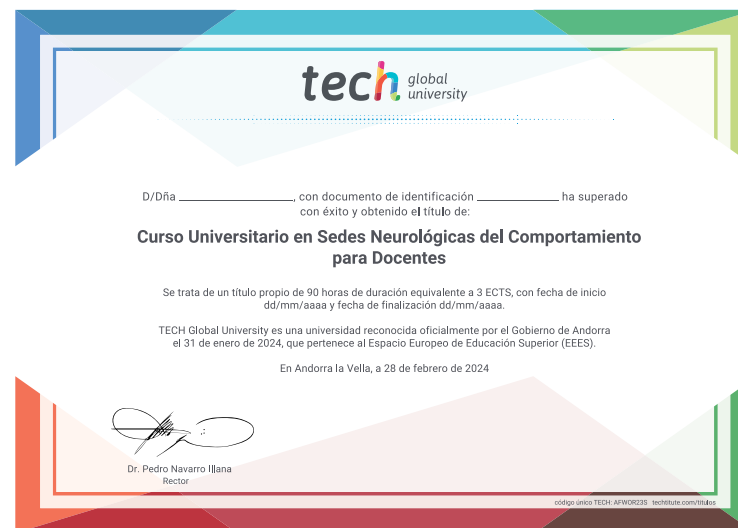 tech global university
D/Dña ________________, con documento de identificación ____________ ha superado
con éxito y obtenido el título de:
Curso Universitario en Sedes Neurológicas del Comportamiento
para Docentes
Se trata de un título propio de 90 horas de duración equivalente a 3 ECTS, con fecha de inicio
dd/mm/aaaa y fecha de finalización dd/mm/aaaa.
TECH Global University es una universidad reconocida oficialmente por el Gobierno de Andorra
el 31 de enero de 2024, que pertenece al Espacio Europeo de Educación Superior (EEES).
En Andorra la Vella, a 28 de febrero de 2024
Dr. Pedro Navarro Illana
Rector
código único TECH: AFWOR23S techtitute.com/titulos